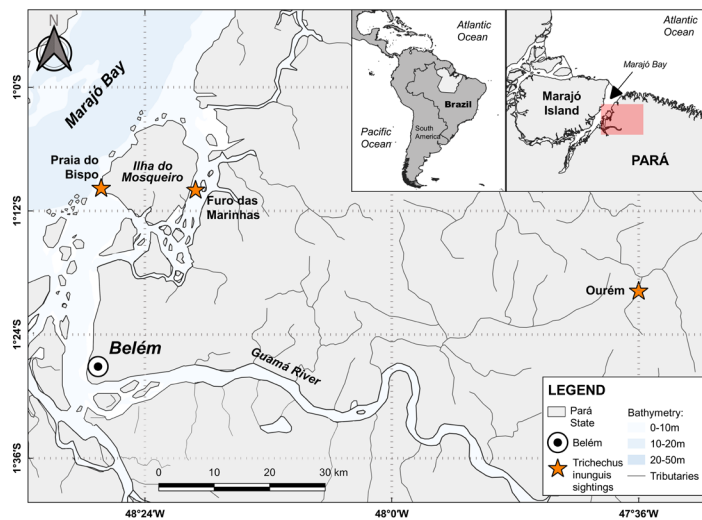 N
Marajó Bay
Praia do
Bispo
Ilha do
Mosqueiro
Furo das
Marinhas
Ourém
Belém
Guamá River
Atlantic
Ocean
Brazil
Pacific
Ocean
South
America
Atlantic
Ocean
Marajó Bay
Marajó
Island
PARÁ
1°0'S
1°12'S
1°24'S
1°36'S
48°24'W
48°0'W
47°36'W
0 10 20 30 km
LEGEND
Pará
State
Belém
Trichechus
inunguis
sightings
Bathymetry:
0-10m
10-20m
20-50m
Tributaries